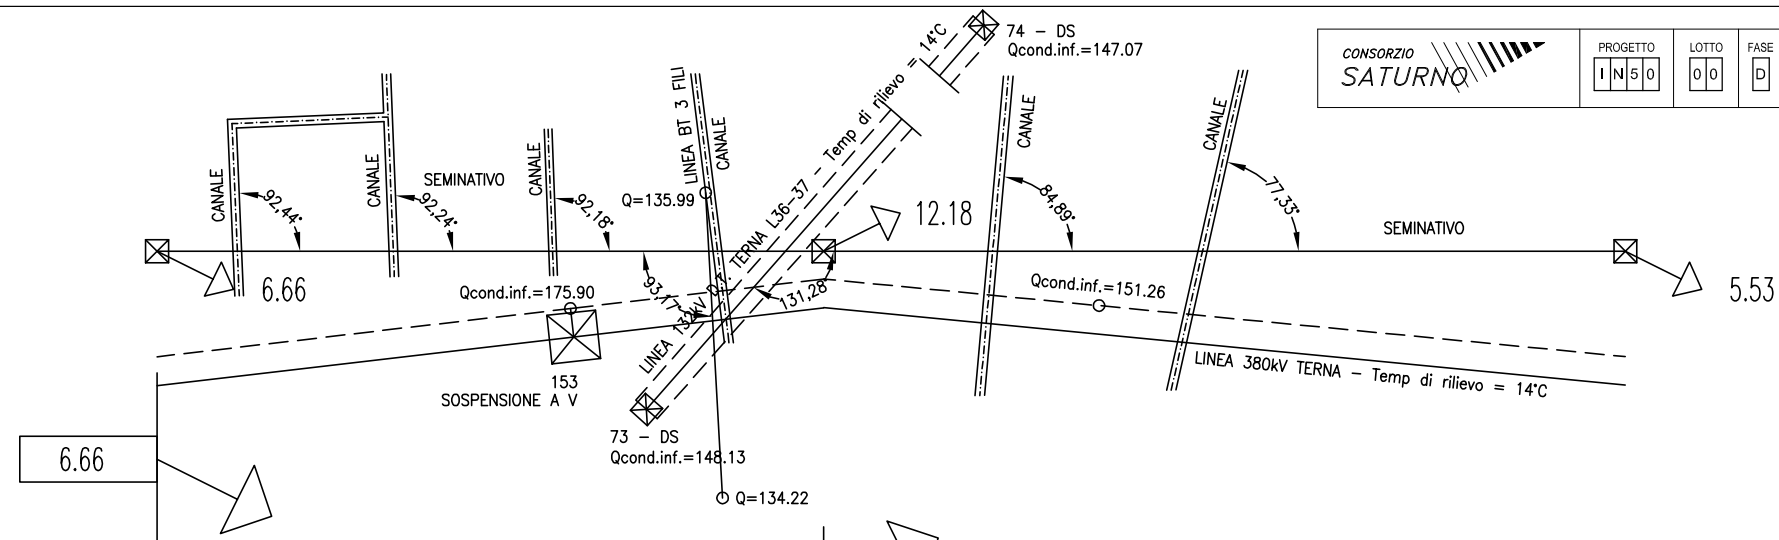 74 - DS
Qcond.inf.=147.07
CONSORZIO
SATURNO
PROGETTO
IN50
LOTTO
00
FASE
D
CANALE
CANALE
SEMINATIVO
CANALE
LINEA BT 3 FILI
CANALE
CANALE
CANALE
92,44°
92,24°
92,18°
Q=135.99
12.18
84,89°
77,33°
SEMINATIVO
LINEA 132kV D.T. TERNA L36-37 - Temp di rilievo = 14°C
6.66
Qcond.inf.=175.90
93,17°
131,28°
Qcond.inf.=151.26
5.53
LINEA 380kV TERNA - Temp di rilievo = 14°C
153
SOSPENSIONE A V
73 - DS
Qcond.inf.=148.13
6.66
Q=134.22